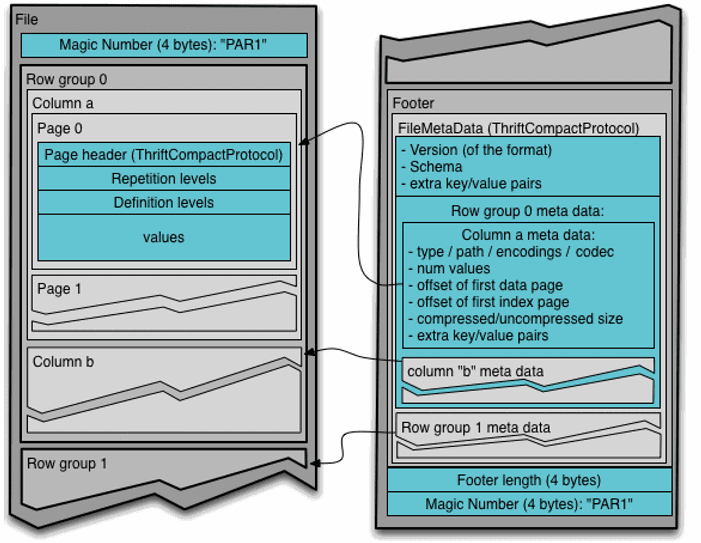 File
Magic Number (4 bytes): "PAR1"
Row group 0
Column a
Page 0
Page header (ThriftCompactProtocol)
Repetition levels
Definition levels
values
Page 1
Column b
Row group 1
Footer
FileMetaData (ThriftCompactProtocol)
- Version (of the format)
- Schema
- extra key/value pairs
Row group 0 meta data:
Column a meta data:
- type / path / encodings / codec
- num values
- offset of first data page
- offset of first index page
- compressed/uncompressed size
- extra key/value pairs
column "b" meta data
Row group 1 meta data
Footer length (4 bytes)
Magic Number (4 bytes): "PAR1"